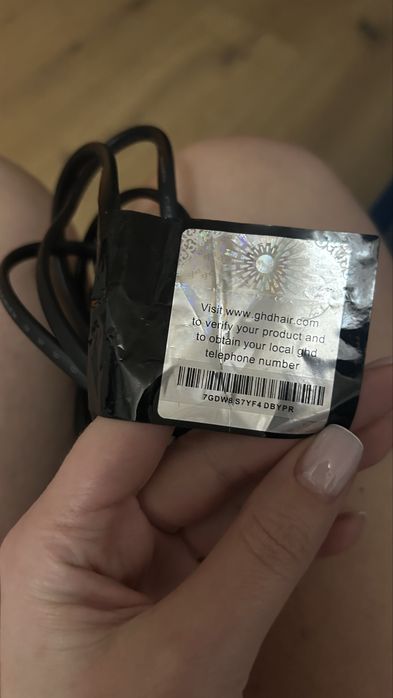 Visit www.ghdhair.com
to verify your product and
to obtain your local ghd
telephone number
7GDW8 S7YF4 DBYPR